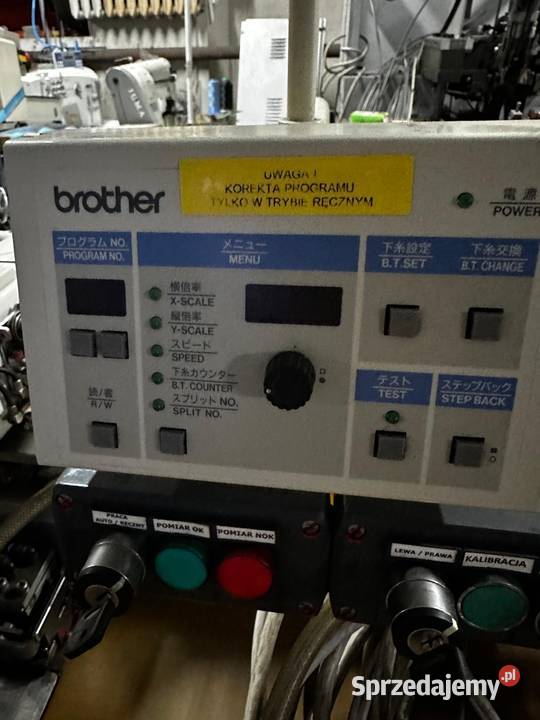 JUKI
brother
UWAGA !
KOREKTA PROGRAMU
TYLKO W TRYBIE RĘCZNYM
電源
POWER
プログラム NO.
PROGRAM NO.
メニュー
MENU
下糸設定
B.T.SET
下糸交換
B.T.CHANGE
横倍率
X-SCALE
縦倍率
Y-SCALE
スピード
SPEED
下糸カウンター
B.T. COUNTER
スプリット NO.
SPLIT NO.
読/書
R/W
テスト
TEST
ステップバック
STEP BACK
PRACA
AUTO / RĘCZNY
POMIAR OK
POMIAR NOK
LEWA / PRAWA
KALIBRACJA
Sprzedajemy.pl